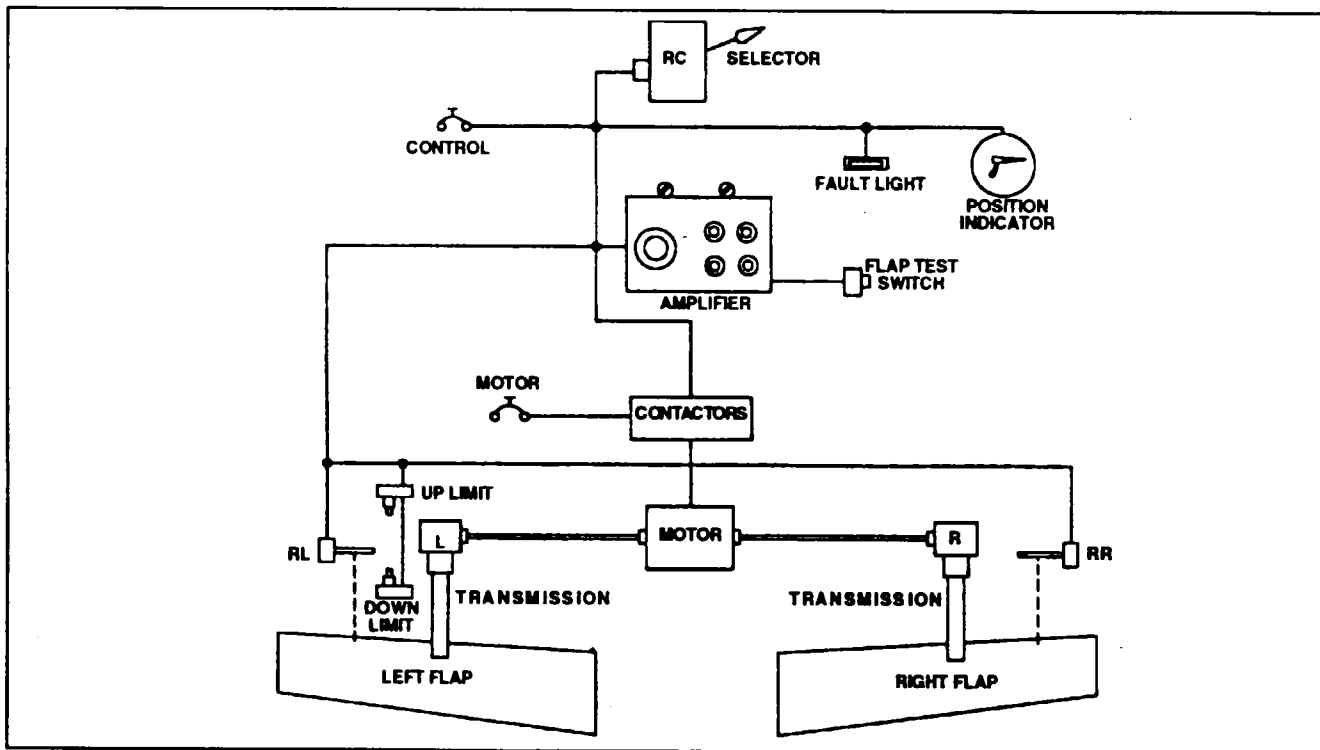 RC
SELECTOR
CONTROL
FAULT LIGHT
POSITION
INDICATOR
FLAP TEST
SWITCH
AMPLIFIER
MOTOR
CONTACTORS
UP LIMIT
RL
L
MOTOR
R
RR
DOWN
LIMIT
TRANSMISSION
TRANSMISSION
LEFT FLAP
RIGHT FLAP